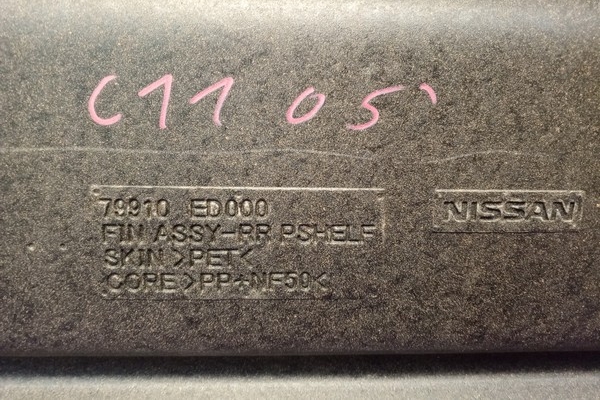 C11 05'
79910 ED000
FIN ASSY-RR PSHELF
SKIN >PET<
CORE >PP+NF50<
NISSAN